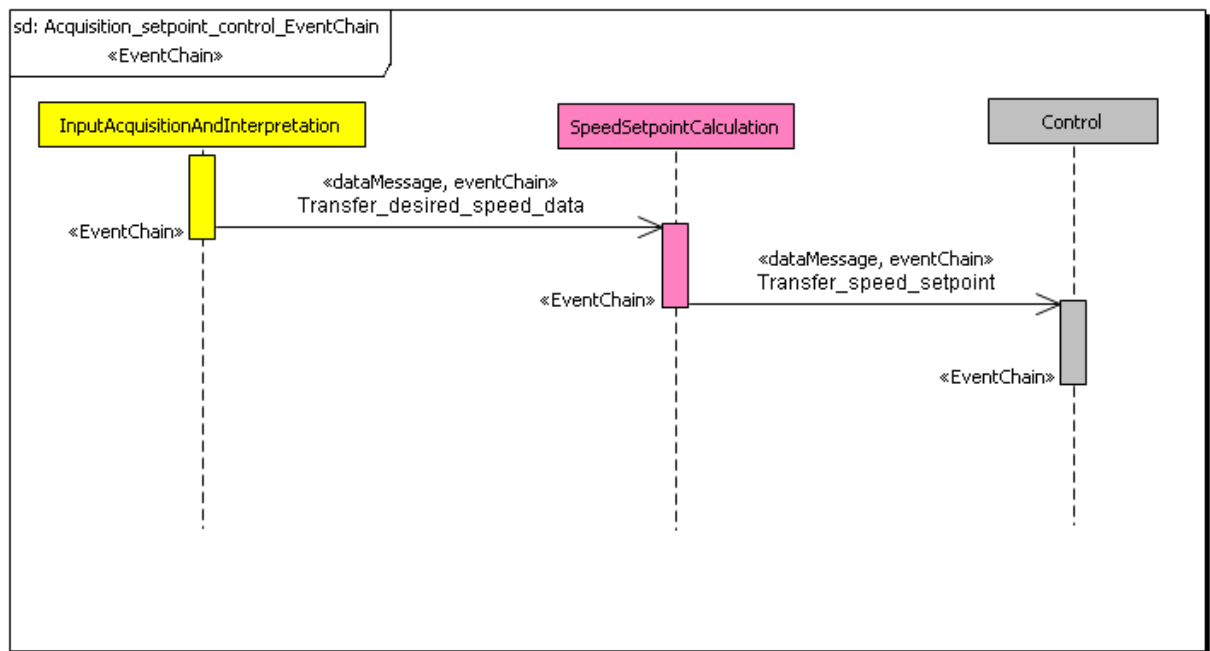 sd: Acquisition_setpoint_control_EventChain
«EventChain»
InputAcquisitionAndInterpretation
SpeedSetpointCalculation
Control
«dataMessage, eventChain»
Transfer_desired_speed_data
«EventChain»
«dataMessage, eventChain»
Transfer_speed_setpoint
«EventChain»
«EventChain»